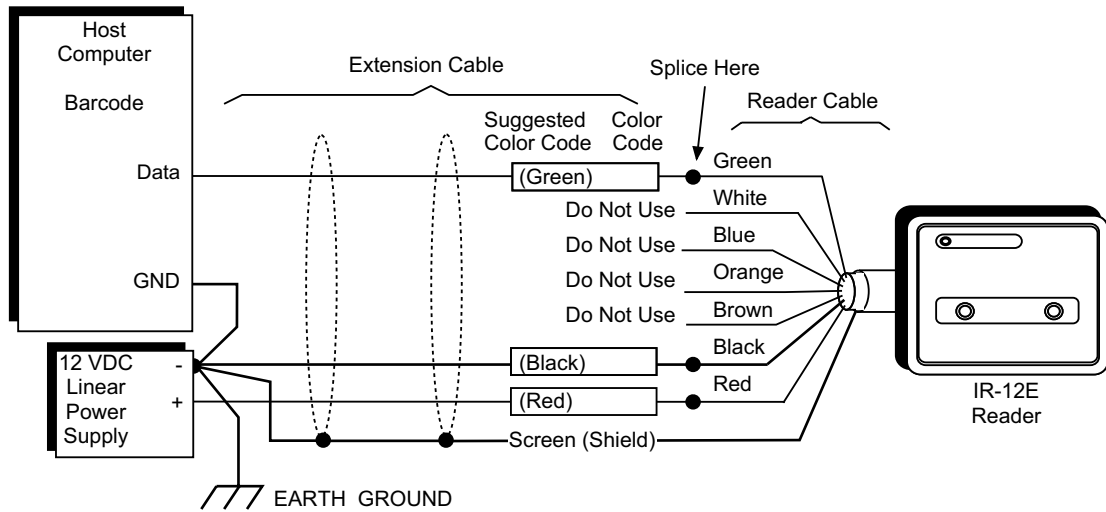 Host
Computer
Barcode
Data
GND
12 VDC
Linear
Power
Supply
-
+
Extension Cable
Suggested
Color Code
Color
Code
Splice Here
Reader Cable
(Green)
Green
Do Not Use
White
Do Not Use
Blue
Do Not Use
Orange
Do Not Use
Brown
(Black)
Black
(Red)
Red
Screen (Shield)
EARTH GROUND
IR-12E
Reader